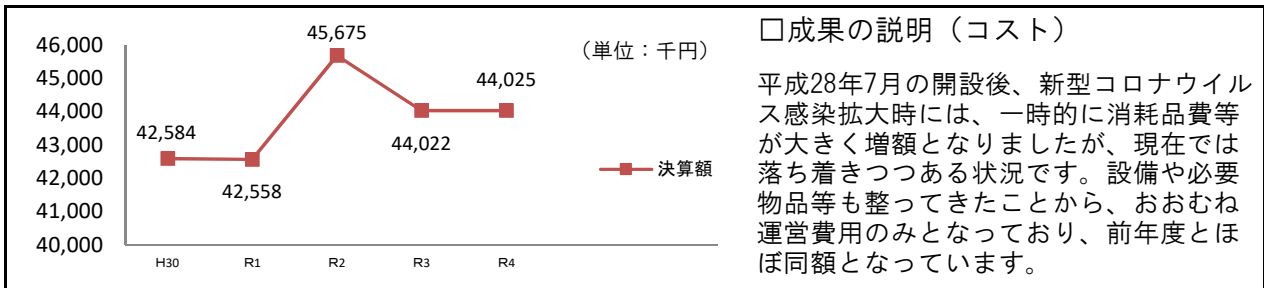 46,000
45,000
44,000
43,000
42,000
41,000
40,000
42,584
42,558
45,675
44,022
44,025
（単位：千円）
決算額
H30 R1 R2 R3 R4
□成果の説明（コスト）
平成28年7月の開設後、新型コロナウイル
ス感染拡大時には、一時的に消耗品費等
が大きく増額となりましたが、現在では
落ち着きつつある状況です。設備や必要
物品等も整ってきたことから、おおむね
運営費用のみとなっており、前年度とほ
ぼ同額となっています。